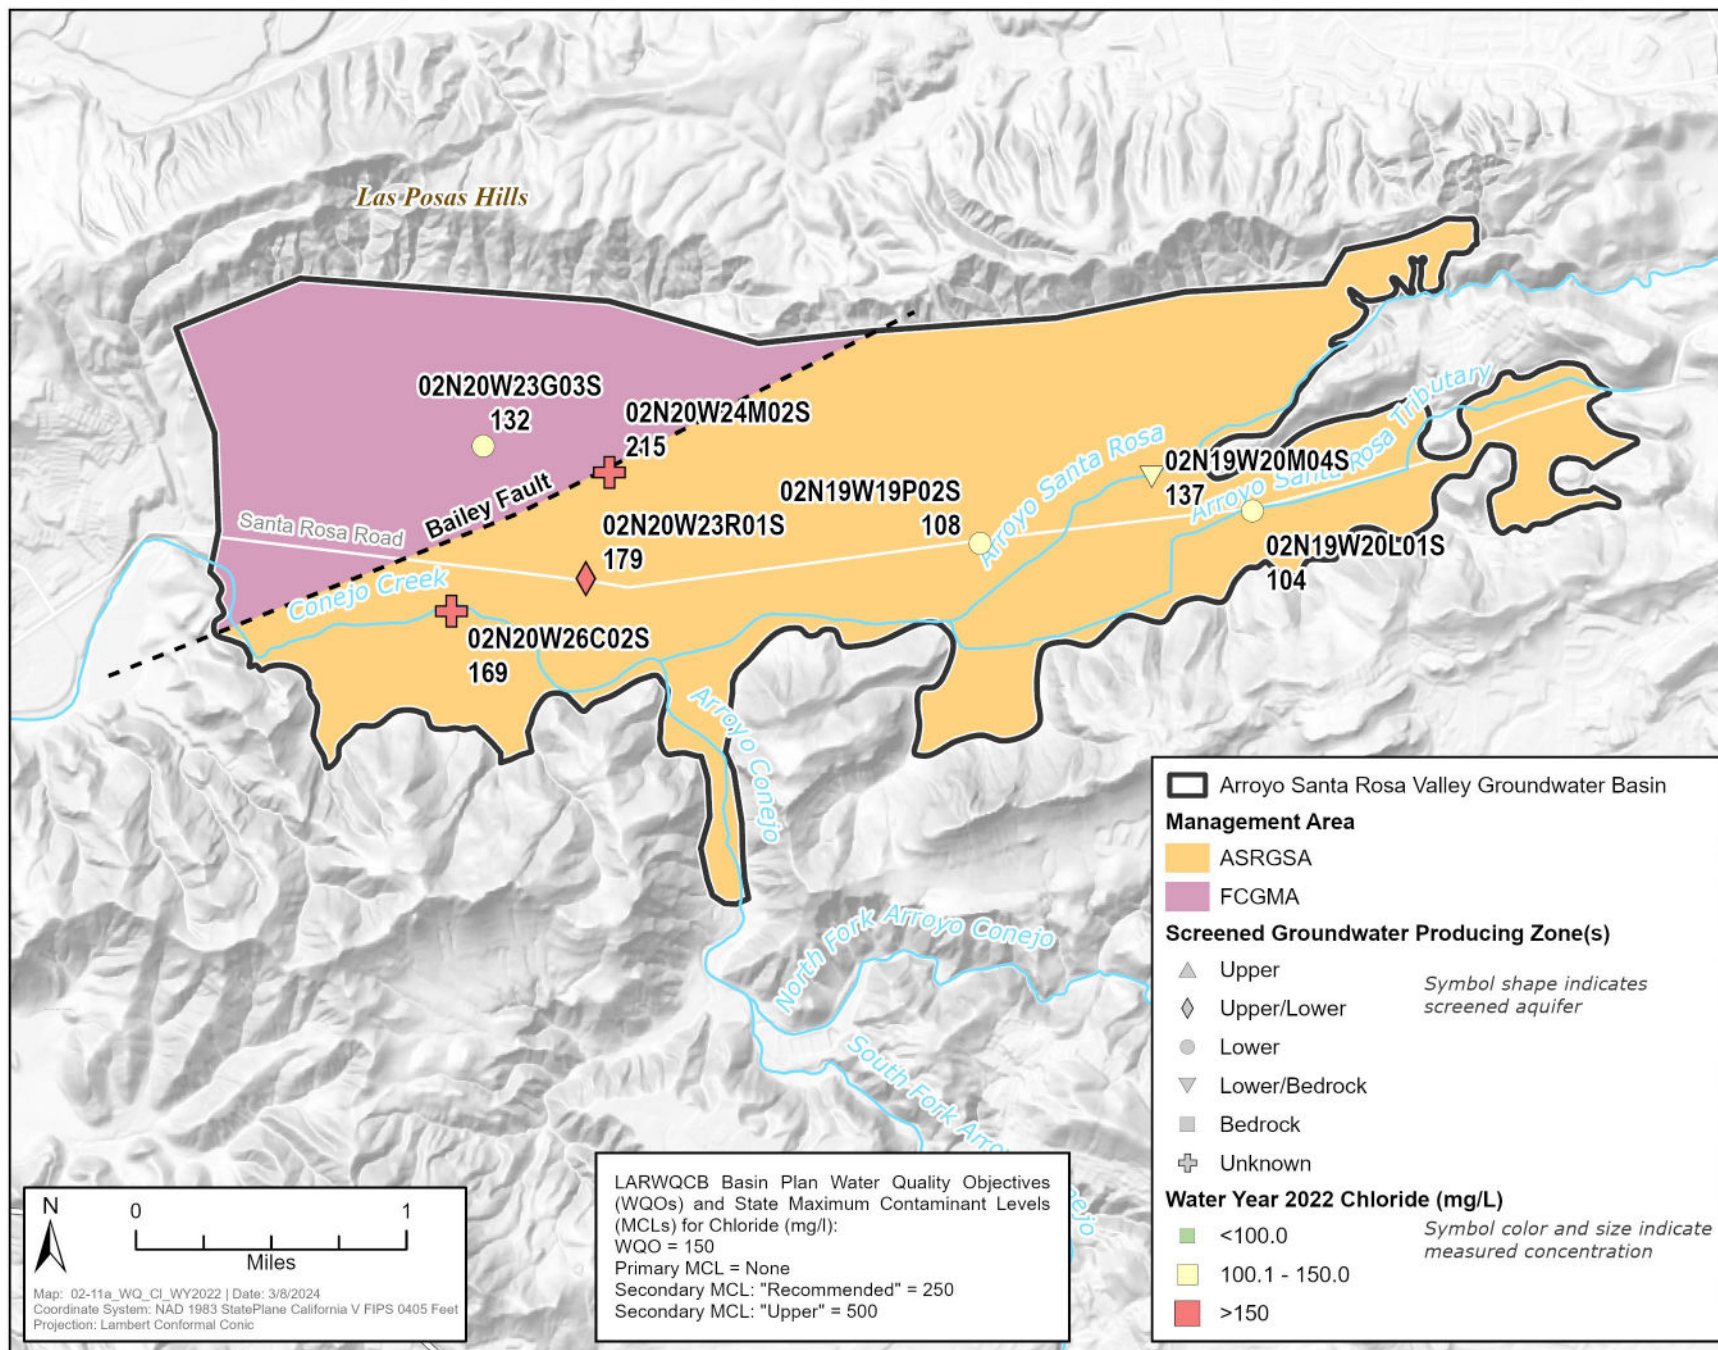 Las Posas Hills
02N20W23G03S
132
02N20W24M02S
215
Bailey Fault
Santa Rosa Road
Conejo Creek
02N20W23R01S
179
02N20W26C02S
169
02N19W19P02S
108
Arroyo Santa Rosa
02N19W20M04S
137
Arroyo Santa Rosa Tributary
02N19W20L01S
104
Arroyo Conejo
North Fork Arroyo Conejo
South Fork Arroyo Conejo
Arroyo Santa Rosa Valley Groundwater Basin
Management Area
ASRGSA
FCGMA
Screened Groundwater Producing Zone(s)
Upper
Upper/Lower
Lower
Lower/Bedrock
Bedrock
Unknown
Symbol shape indicates
screened aquifer
Water Year 2022 Chloride (mg/L)
<100.0
100.1 - 150.0
>150
Symbol color and size indicate
measured concentration
LARWQCB Basin Plan Water Quality Objectives
(WQOs) and State Maximum Contaminant Levels
(MCLs) for Chloride (mg/l):
WQO = 150
Primary MCL = None
Secondary MCL: "Recommended" = 250
Secondary MCL: "Upper" = 500
N
0 1
Miles
Map: 02-11a_WQ_Cl_WY2022 | Date: 3/8/2024
Coordinate System: NAD 1983 StatePlane California V FIPS 0405 Feet
Projection: Lambert Conformal Conic